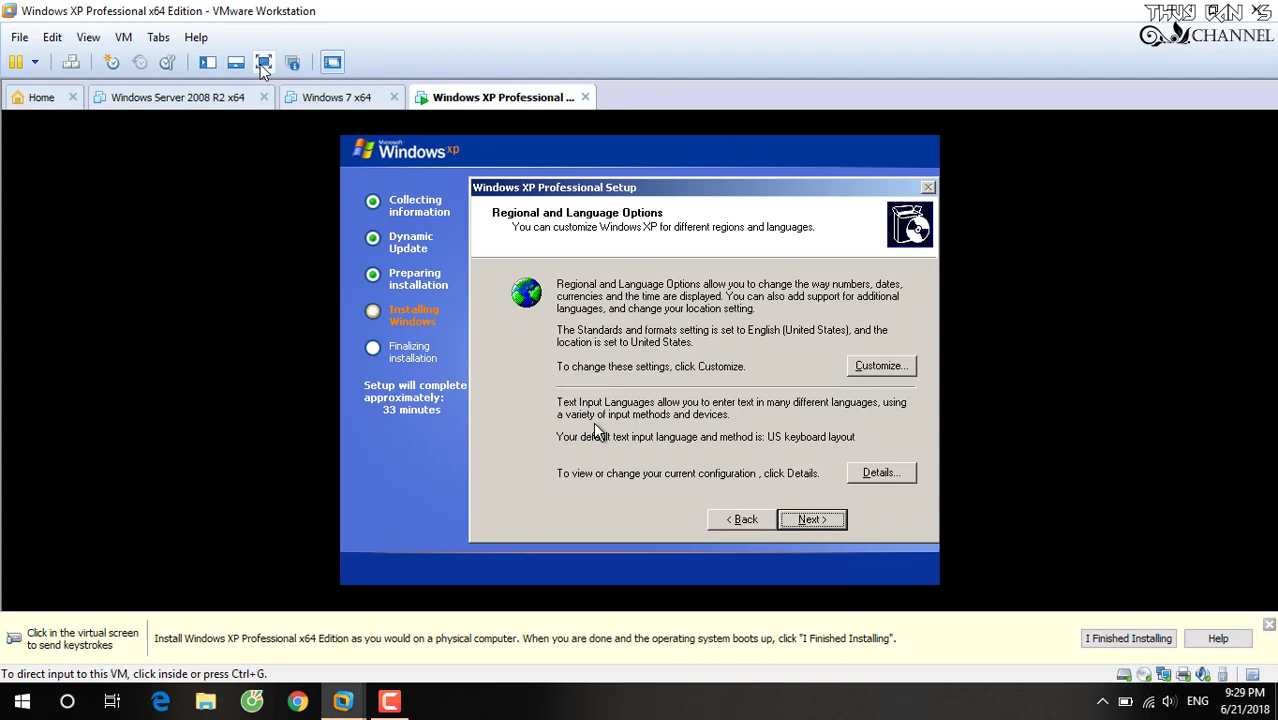 Windows XP Professional x64 Edition - VMware Workstation
CHANNEL
File Edit View VM Tabs Help
Home Windows Server 2008 R2 x64 Windows 7 x64 Windows XP Professional ...
Microsoft
Windows xp
Collecting
information
Dynamic
Update
Preparing
installation
Installing
Windows
Finalizing
installation
Setup will complete
approximately:
33 minutes
Windows XP Professional Setup
Regional and Language Options
You can customize Windows XP for different regions and languages.
Regional and Language Options allow you to change the way numbers, dates,
currencies and the time are displayed. You can also add support for additional
languages, and change your location setting.
The Standards and formats setting is set to English (United States), and the
location is set to United States.
To change these settings, click Customize.
Customize...
Text Input Languages allow you to enter text in many different languages, using
a variety of input methods and devices.
Your default text input language and method is: US keyboard layout
To view or change your current configuration , click Details.
Details...
< Back Next >
Click in the virtual screen
to send keystrokes
Install Windows XP Professional x64 Edition as you would on a physical computer. When you are done and the operating system boots up, click "I Finished Installing".
I Finished Installing Help
To direct input to this VM, click inside or press Ctrl+G.
ENG
9:29 PM
6/21/2018